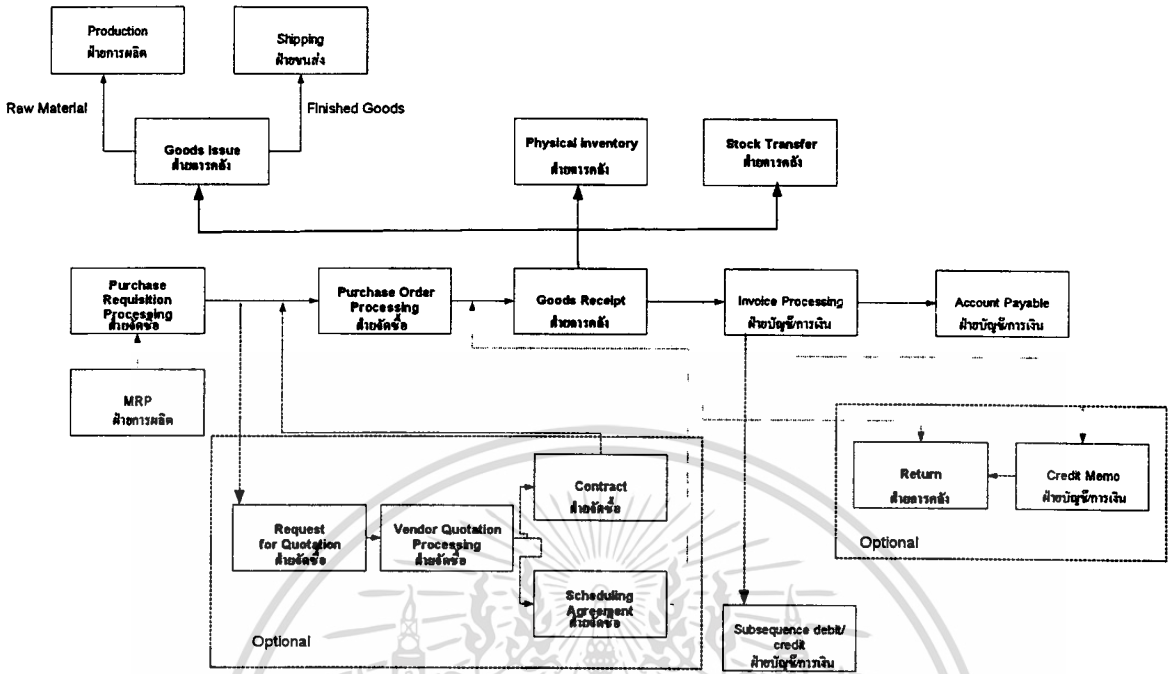 Production
ฝ่ายการผลิต
Shipping
ฝ่ายขนส่ง
Raw Material
Finished Goods
Goods Issue
ฝ่ายการคลัง
Physical inventory
ฝ่ายการคลัง
Stock Transfer
ฝ่ายการคลัง
Purchase
Requisition
Processing
ฝ่ายจัดซื้อ
Purchase Order
Processing
ฝ่ายจัดซื้อ
Goods Receipt
ฝ่ายการคลัง
Invoice Processing
ฝ่ายบัญชี/การเงิน
Account Payable
ฝ่ายบัญชี/การเงิน
MRP
ฝ่ายการผลิต
Contract
ฝ่ายจัดซื้อ
Return
ฝ่ายการคลัง
Credit Memo
ฝ่ายบัญชี/การเงิน
Optional
Request
for Quotation
ฝ่ายจัดซื้อ
Vendor Quotation
Processing
ฝ่ายจัดซื้อ
Scheduling
Agreement
ฝ่ายจัดซื้อ
Optional
Subsequence debit/
credit
ฝ่ายบัญชี/การเงิน